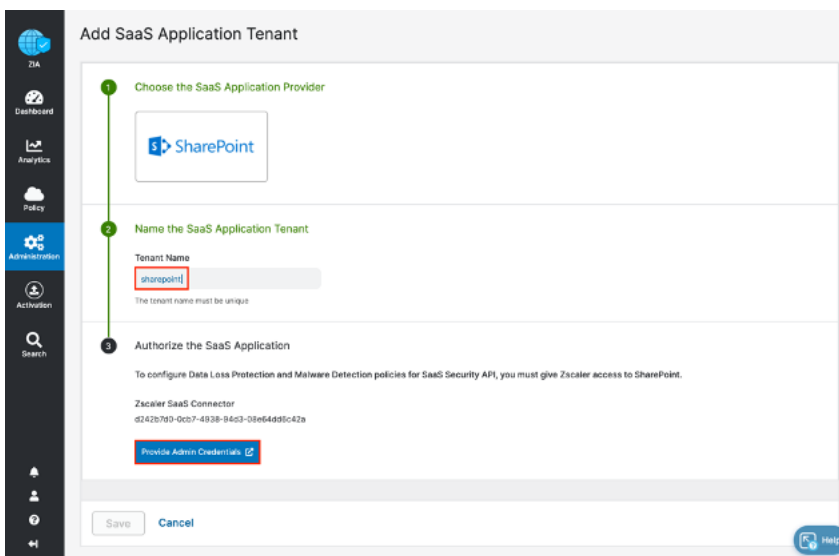 Add SaaS Application Tenant
ZIA
Dashboard
Analytics
Policy
Administration
Activation
Search
1
Choose the SaaS Application Provider
S SharePoint
2
Name the SaaS Application Tenant
Tenant Name
sharepoint
The tenant name must be unique
3
Authorize the SaaS Application
To configure Data Loss Protection and Malware Detection policies for SaaS Security API, you must give Zscaler access to SharePoint.
Zscaler SaaS Connector
d242b7d0-0cb7-4938-94d3-08e64dd6c42a
Provide Admin Credentials
Save
Cancel
Help